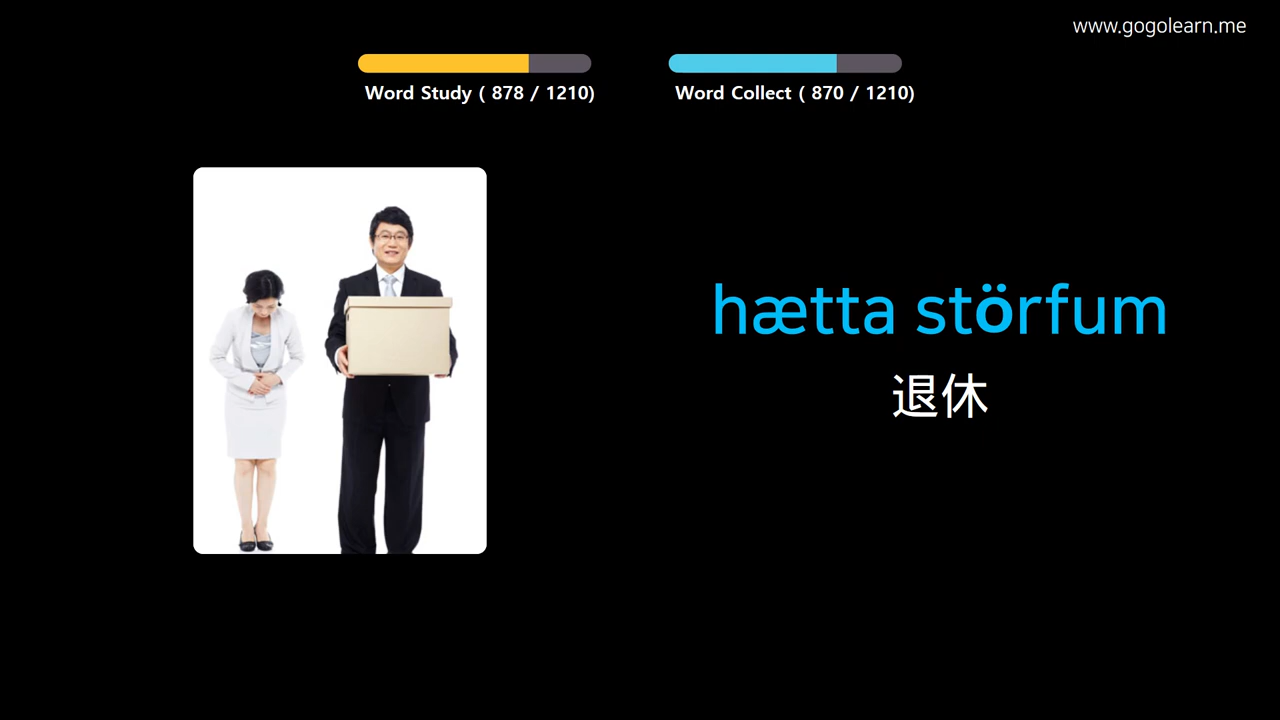 www.gogolearn.me
Word Study ( 878 / 1210)
Word Collect ( 870 / 1210)
hætta störfum
退休